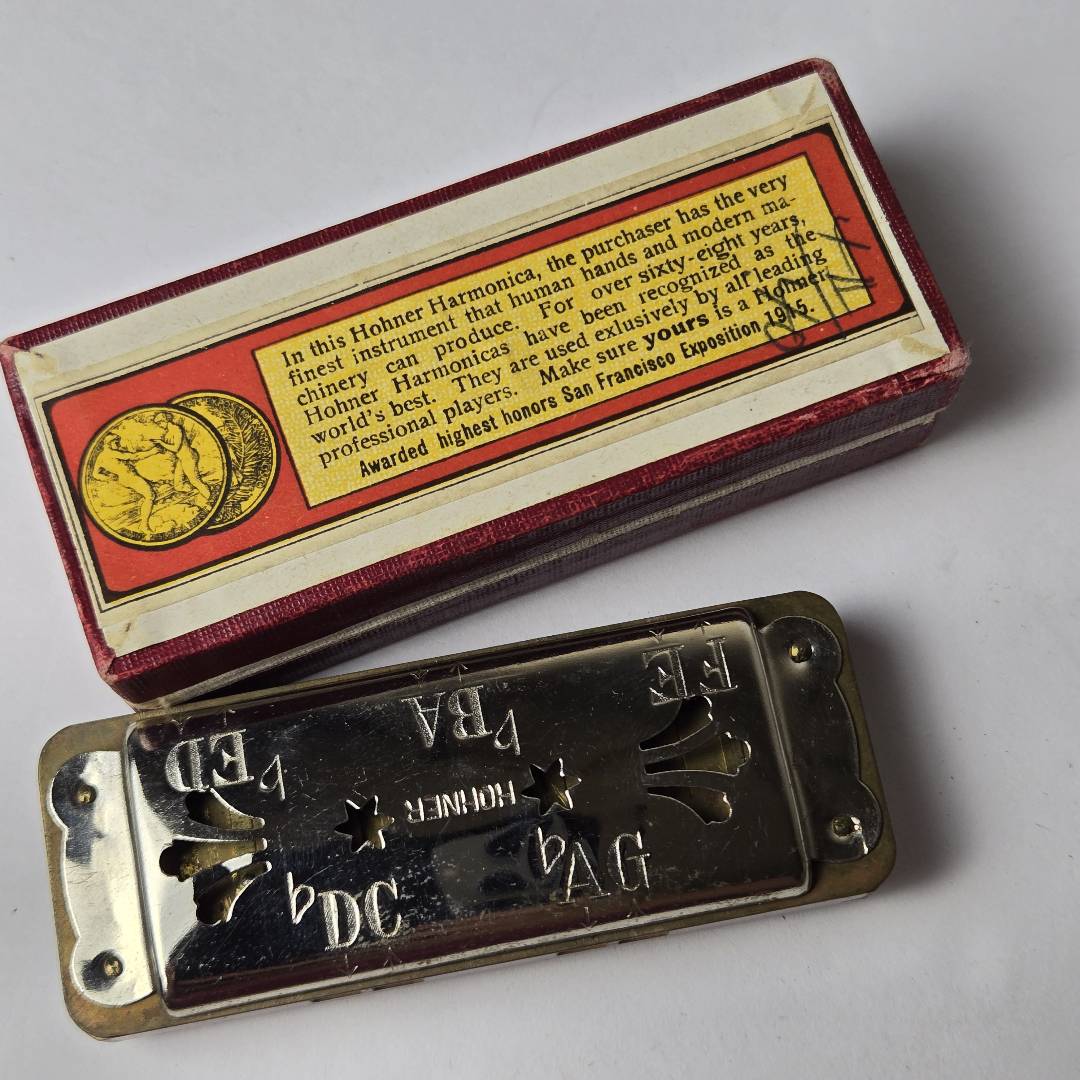 In this Hohner Harmonica, the purchaser has the very
finest instrument that human hands and modern ma-
chinery can produce. For over sixty-eight years,
Hohner Harmonicas have been recognized as the
world's best. They are used exlusively by all leading
professional players. Make sure yours is a Hohner.
Awarded highest honors San Francisco Exposition 1915.
FE
♭BA
♭ED
HOHNER
♭DC
♭AG